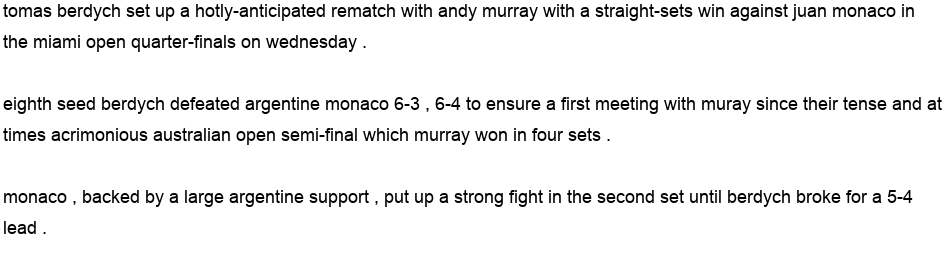 tomas berdych set up a hotly-anticipated rematch with andy murray with a straight-sets win against juan monaco in
the miami open quarter-finals on wednesday .
eighth seed berdych defeated argentine monaco 6-3 , 6-4 to ensure a first meeting with muray since their tense and at
times acrimonious australian open semi-final which murray won in four sets .
monaco , backed by a large argentine support , put up a strong fight in the second set until berdych broke for a 5-4
lead .